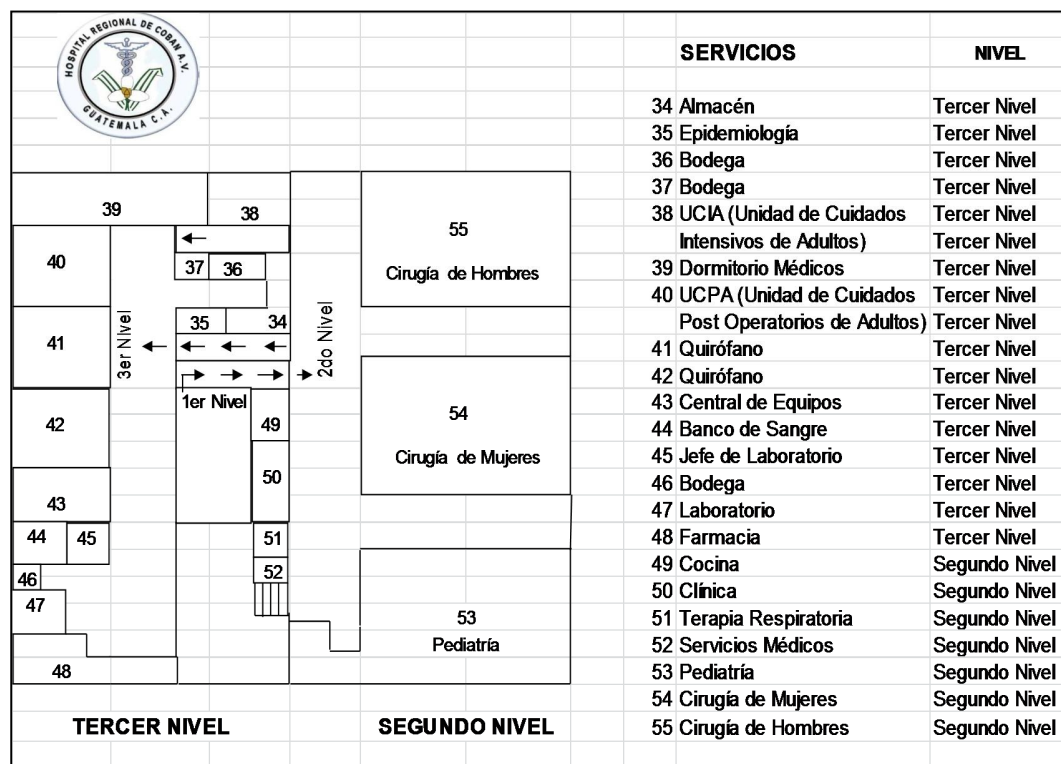 HOSPITAL REGIONAL DE COBAN A.V.
GUATEMALA C.A.
SERVICIOS NIVEL
34 Almacén Tercer Nivel
35 Epidemiología Tercer Nivel
36 Bodega Tercer Nivel
37 Bodega Tercer Nivel
38 UCIA (Unidad de Cuidados Tercer Nivel
Intensivos de Adultos) Tercer Nivel
39 Dormitorio Médicos Tercer Nivel
40 UCPA (Unidad de Cuidados Tercer Nivel
Post Operatorios de Adultos) Tercer Nivel
41 Quirófano Tercer Nivel
42 Quirófano Tercer Nivel
43 Central de Equipos Tercer Nivel
44 Banco de Sangre Tercer Nivel
45 Jefe de Laboratorio Tercer Nivel
46 Bodega Tercer Nivel
47 Laboratorio Tercer Nivel
48 Farmacia Tercer Nivel
49 Cocina Segundo Nivel
50 Clínica Segundo Nivel
51 Terapia Respiratoria Segundo Nivel
52 Servicios Médicos Segundo Nivel
53 Pediatría Segundo Nivel
54 Cirugía de Mujeres Segundo Nivel
55 Cirugía de Hombres Segundo Nivel
39
38
40
37
36
35
34
41
3er Nivel
2do Nivel
1er Nivel
42
49
50
43
44
45
51
46
52
47
48
55
Cirugía de Hombres
54
Cirugía de Mujeres
53
Pediatría
TERCER NIVEL
SEGUNDO NIVEL